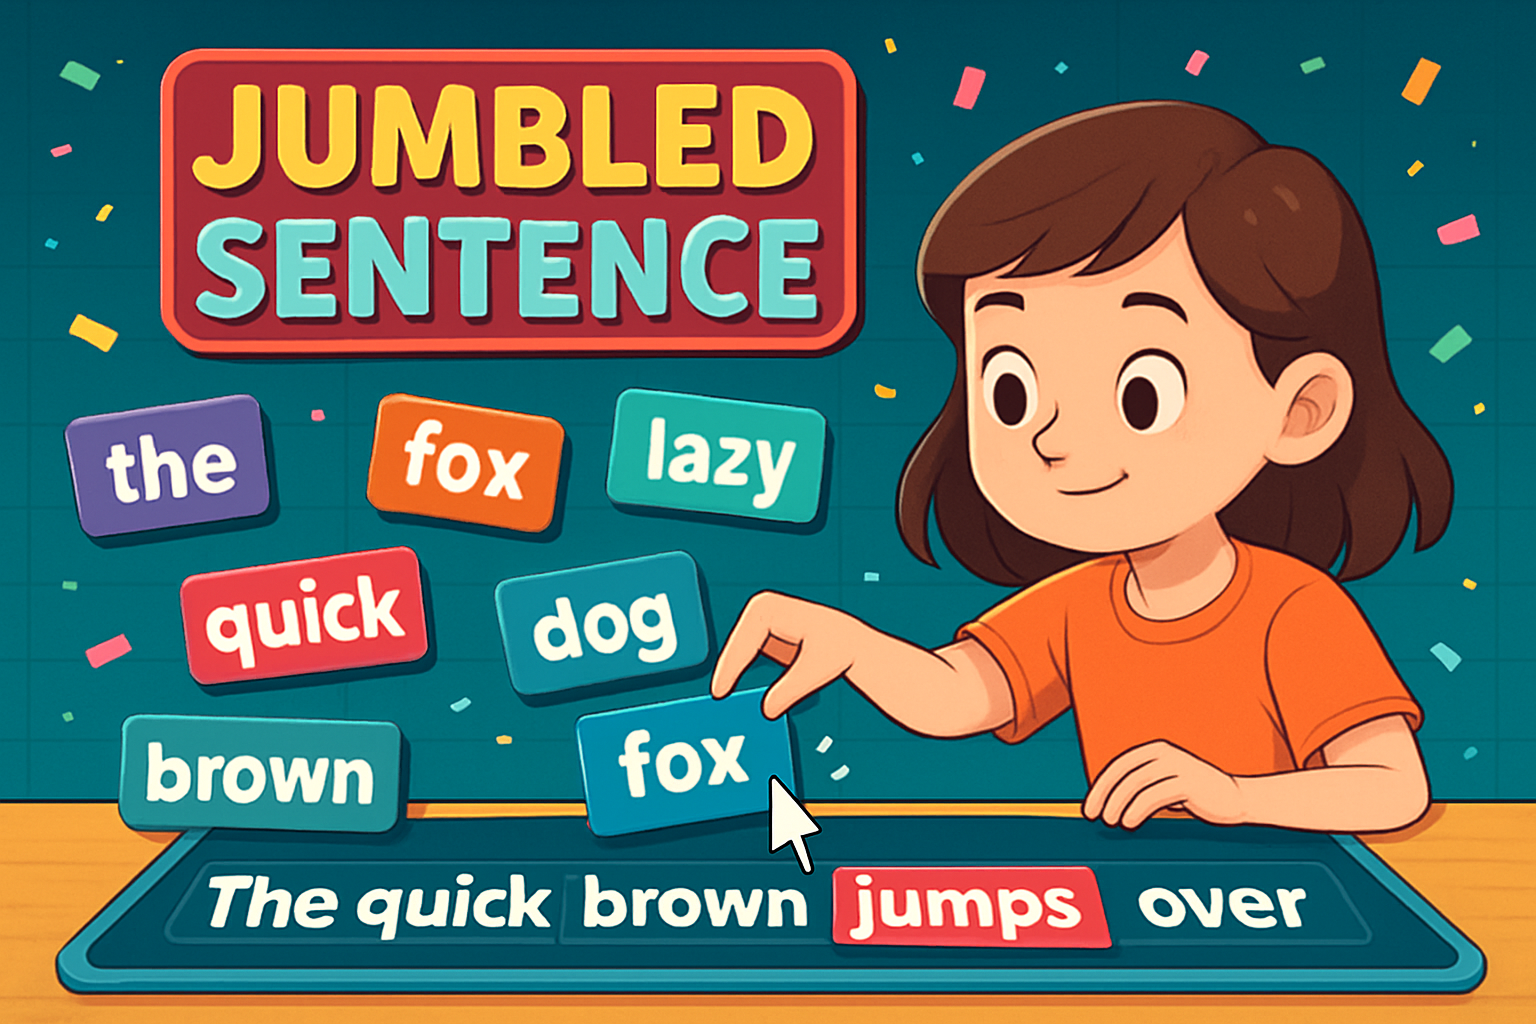 JUMBLED
SENTENCE
the fox lazy
quick dog
brown fox
The quick brown jumps over